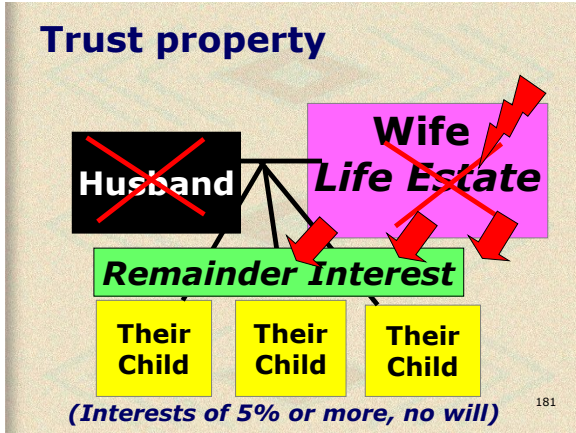 Trust property
Husband
Wife
Life Estate
Remainder Interest
Their
Child
Their
Child
Their
Child
(Interests of 5% or more, no will)
181